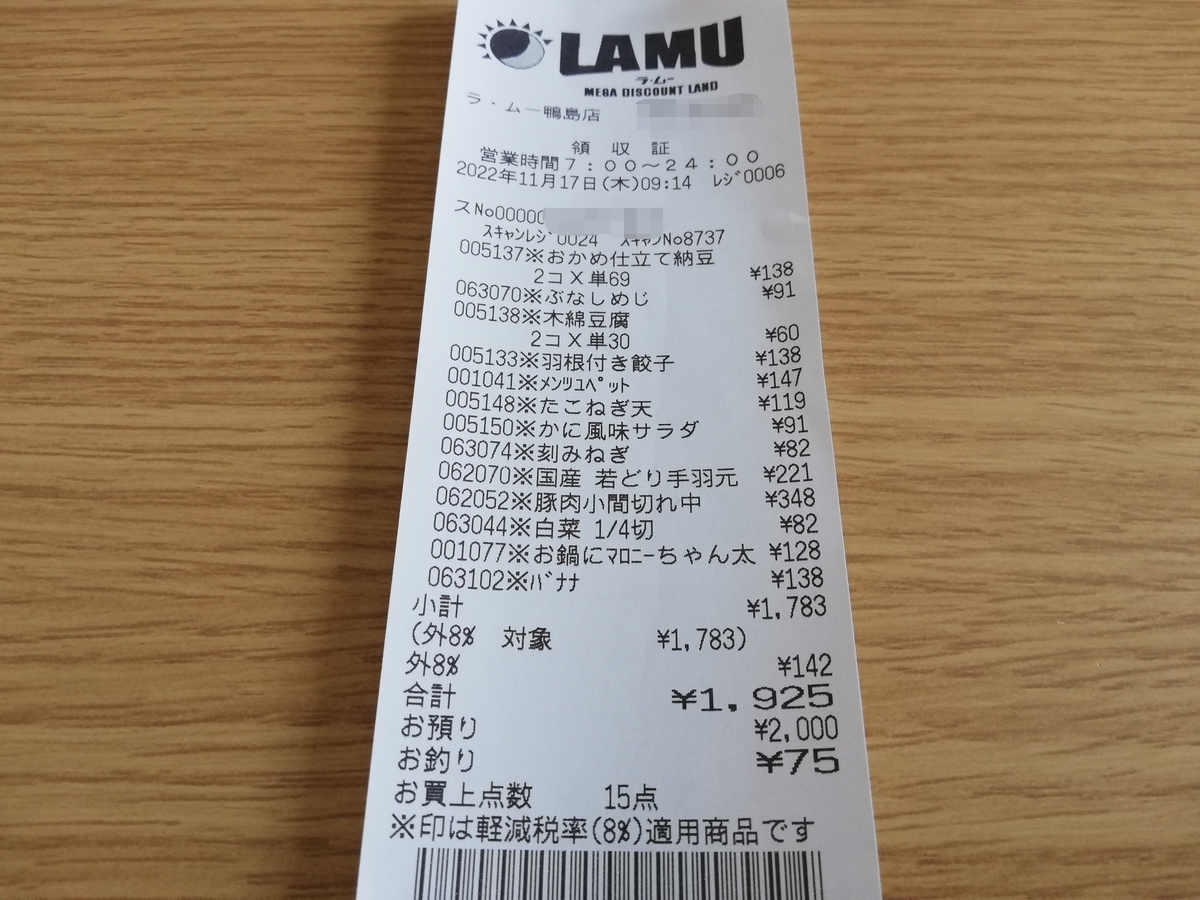 LAMU
ラ・ムー
MEGA DISCOUNT LAND
ラ・ムー鴨島店
領 収 証
営業時間7:00～24:00
2022年11月17日(木)09:14 ﾚｼﾞ0006
スNo00000
ｽｷｬﾝﾚｼﾞ0024 ｽｷｬﾝNo8737
005137※おかめ仕立て納豆
2コX単69 ¥138
063070※ぶなしめじ ¥91
005138※木綿豆腐
2コX単30 ¥60
005133※羽根付き餃子 ¥138
001041※ﾒﾝﾂﾕﾍﾟｯﾄ ¥147
005148※たこねぎ天 ¥119
005150※かに風味サラダ ¥91
063074※刻みねぎ ¥82
062070※国産 若どり手羽元 ¥221
062052※豚肉小間切れ中 ¥348
063044※白菜 1/4切 ¥82
001077※お鍋にﾏﾛﾆｰちゃん太 ¥128
063102※ﾊﾞﾅﾅ ¥138
小計 ¥1,783
(外8% 対象 ¥1,783)
外8% ¥142
合計 ¥1,925
お預り ¥2,000
お釣り ¥75
お買上点数 15点
※印は軽減税率(8%)適用商品です